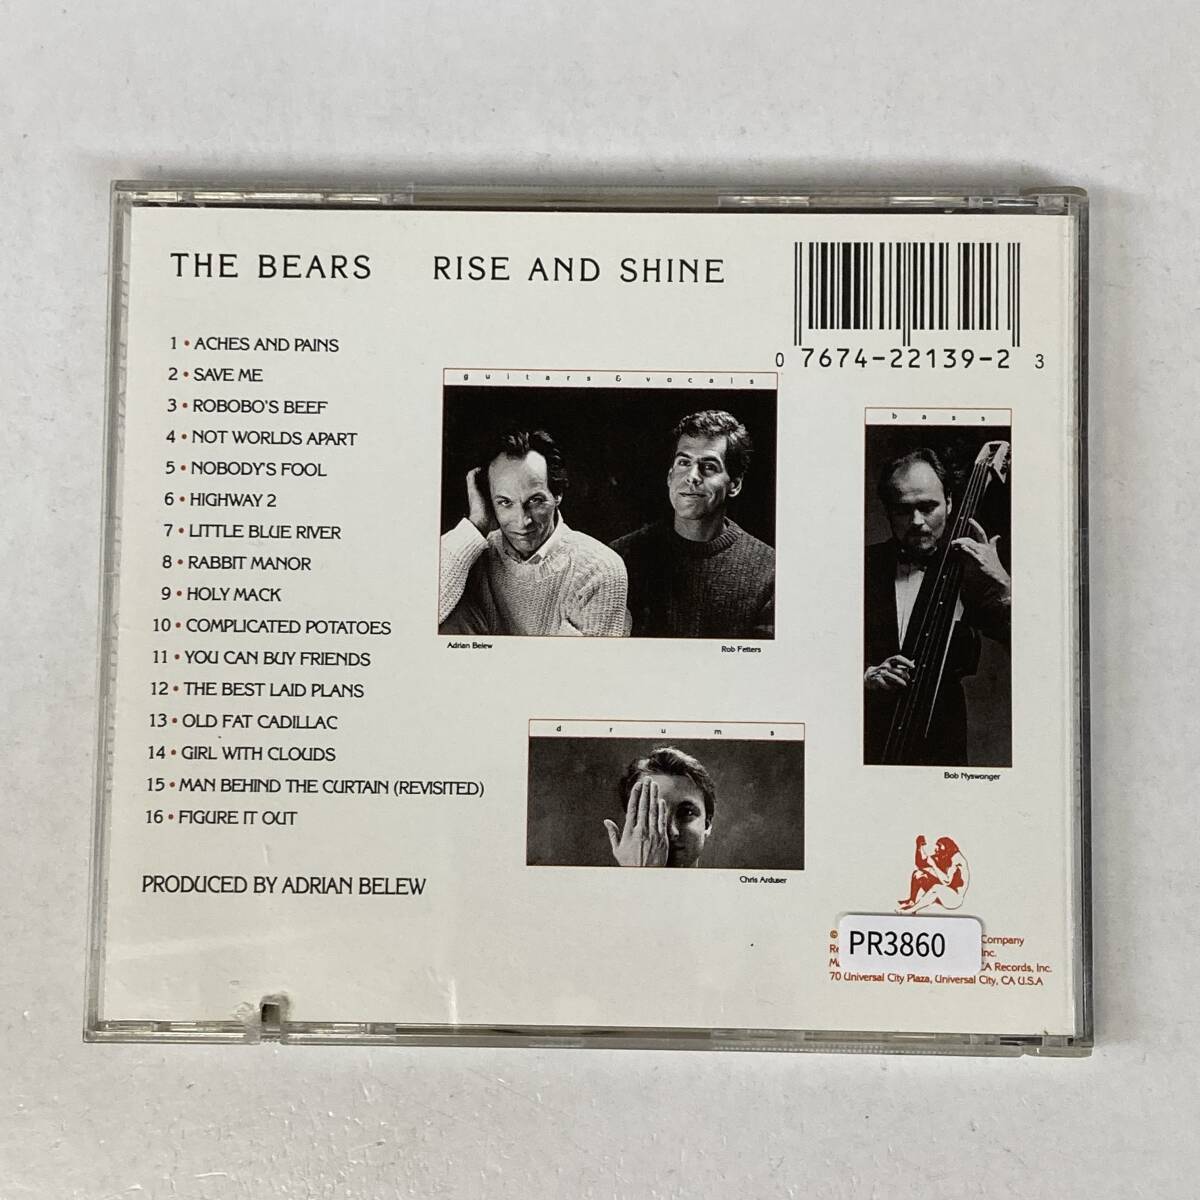 THE BEARS RISE AND SHINE
0 7674-22139-2 3
1 • ACHES AND PAINS
2 • SAVE ME
3 • ROBOBO'S BEEF
4 • NOT WORLDS APART
5 • NOBODY'S FOOL
6 • HIGHWAY 2
7 • LITTLE BLUE RIVER
8 • RABBIT MANOR
9 • HOLY MACK
10 • COMPLICATED POTATOES
11 • YOU CAN BUY FRIENDS
12 • THE BEST LAID PLANS
13 • OLD FAT CADILLAC
14 • GIRL WITH CLOUDS
15 • MAN BEHIND THE CURTAIN (REVISITED)
16 • FIGURE IT OUT
PRODUCED BY ADRIAN BELEW
guitars & vocals
Adrian Belew
Rob Fetters
bass
Bob Nyswonger
drums
Chris Arduser
PR3860
© Company
Inc.
Records, Inc.
70 Universal City Plaza, Universal City, CA U.S.A